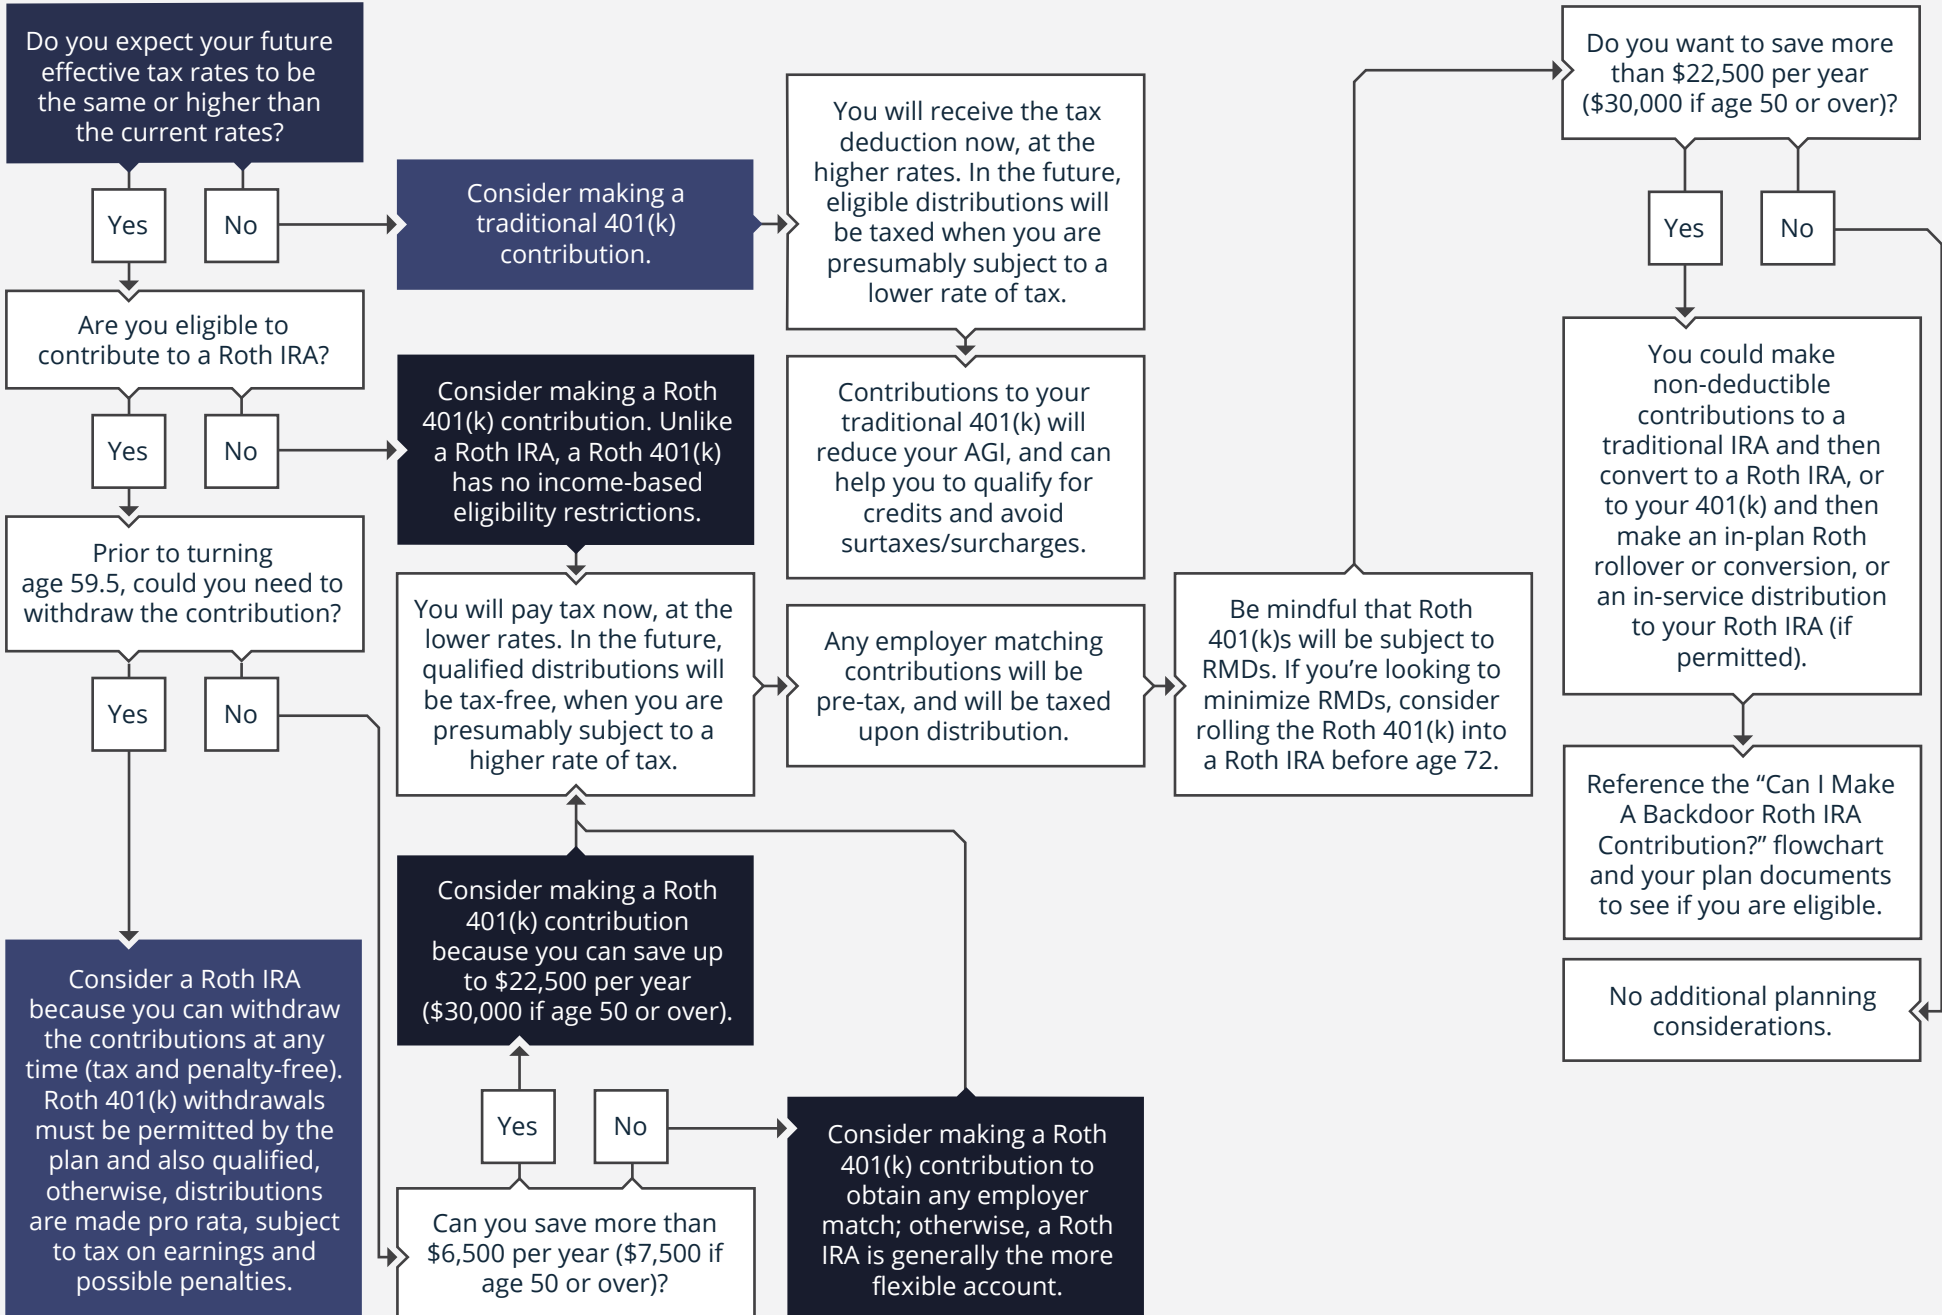 Do you expect your future
effective tax rates to be
the same or higher than
the current rates?
Yes
No
Consider making a
traditional 401(k)
contribution.
You will receive the tax
deduction now, at the
higher rates. In the future,
eligible distributions will
be taxed when you are
presumably subject to a
lower rate of tax.
Contributions to your
traditional 401(k) will
reduce your AGI, and can
help you to qualify for
credits and avoid
surtaxes/surcharges.
Are you eligible to
contribute to a Roth IRA?
Yes
No
Consider making a Roth
401(k) contribution. Unlike
a Roth IRA, a Roth 401(k)
has no income-based
eligibility restrictions.
Prior to turning
age 59.5, could you need to
withdraw the contribution?
Yes
No
Consider a Roth IRA
because you can withdraw
the contributions at any
time (tax and penalty-free).
Roth 401(k) withdrawals
must be permitted by the
plan and also qualified,
otherwise, distributions
are made pro rata, subject
to tax on earnings and
possible penalties.
Can you save more than
$6,500 per year ($7,500 if
age 50 or over)?
Yes
No
Consider making a Roth
401(k) contribution
because you can save up
to $22,500 per year
($30,000 if age 50 or over).
Consider making a Roth
401(k) contribution to
obtain any employer
match; otherwise, a Roth
IRA is generally the more
flexible account.
You will pay tax now, at the
lower rates. In the future,
qualified distributions will
be tax-free, when you are
presumably subject to a
higher rate of tax.
Any employer matching
contributions will be
pre-tax, and will be taxed
upon distribution.
Be mindful that Roth
401(k)s will be subject to
RMDs. If you’re looking to
minimize RMDs, consider
rolling the Roth 401(k) into
a Roth IRA before age 72.
Do you want to save more
than $22,500 per year
($30,000 if age 50 or over)?
Yes
No
You could make
non-deductible
contributions to a
traditional IRA and then
convert to a Roth IRA, or
to your 401(k) and then
make an in-plan Roth
rollover or conversion, or
an in-service distribution
to your Roth IRA (if
permitted).
Reference the “Can I Make
A Backdoor Roth IRA
Contribution?” flowchart
and your plan documents
to see if you are eligible.
No additional planning
considerations.